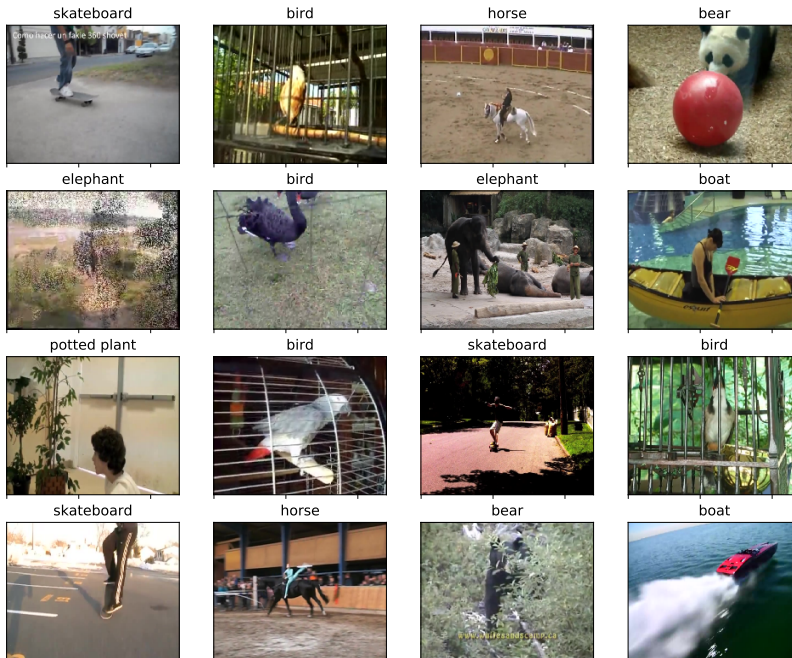 skateboard
bird
horse
bear
Como hacer un fakie 360 shovet
elephant
bird
elephant
boat
potted plant
bird
skateboard
bird
skateboard
horse
bear
boat